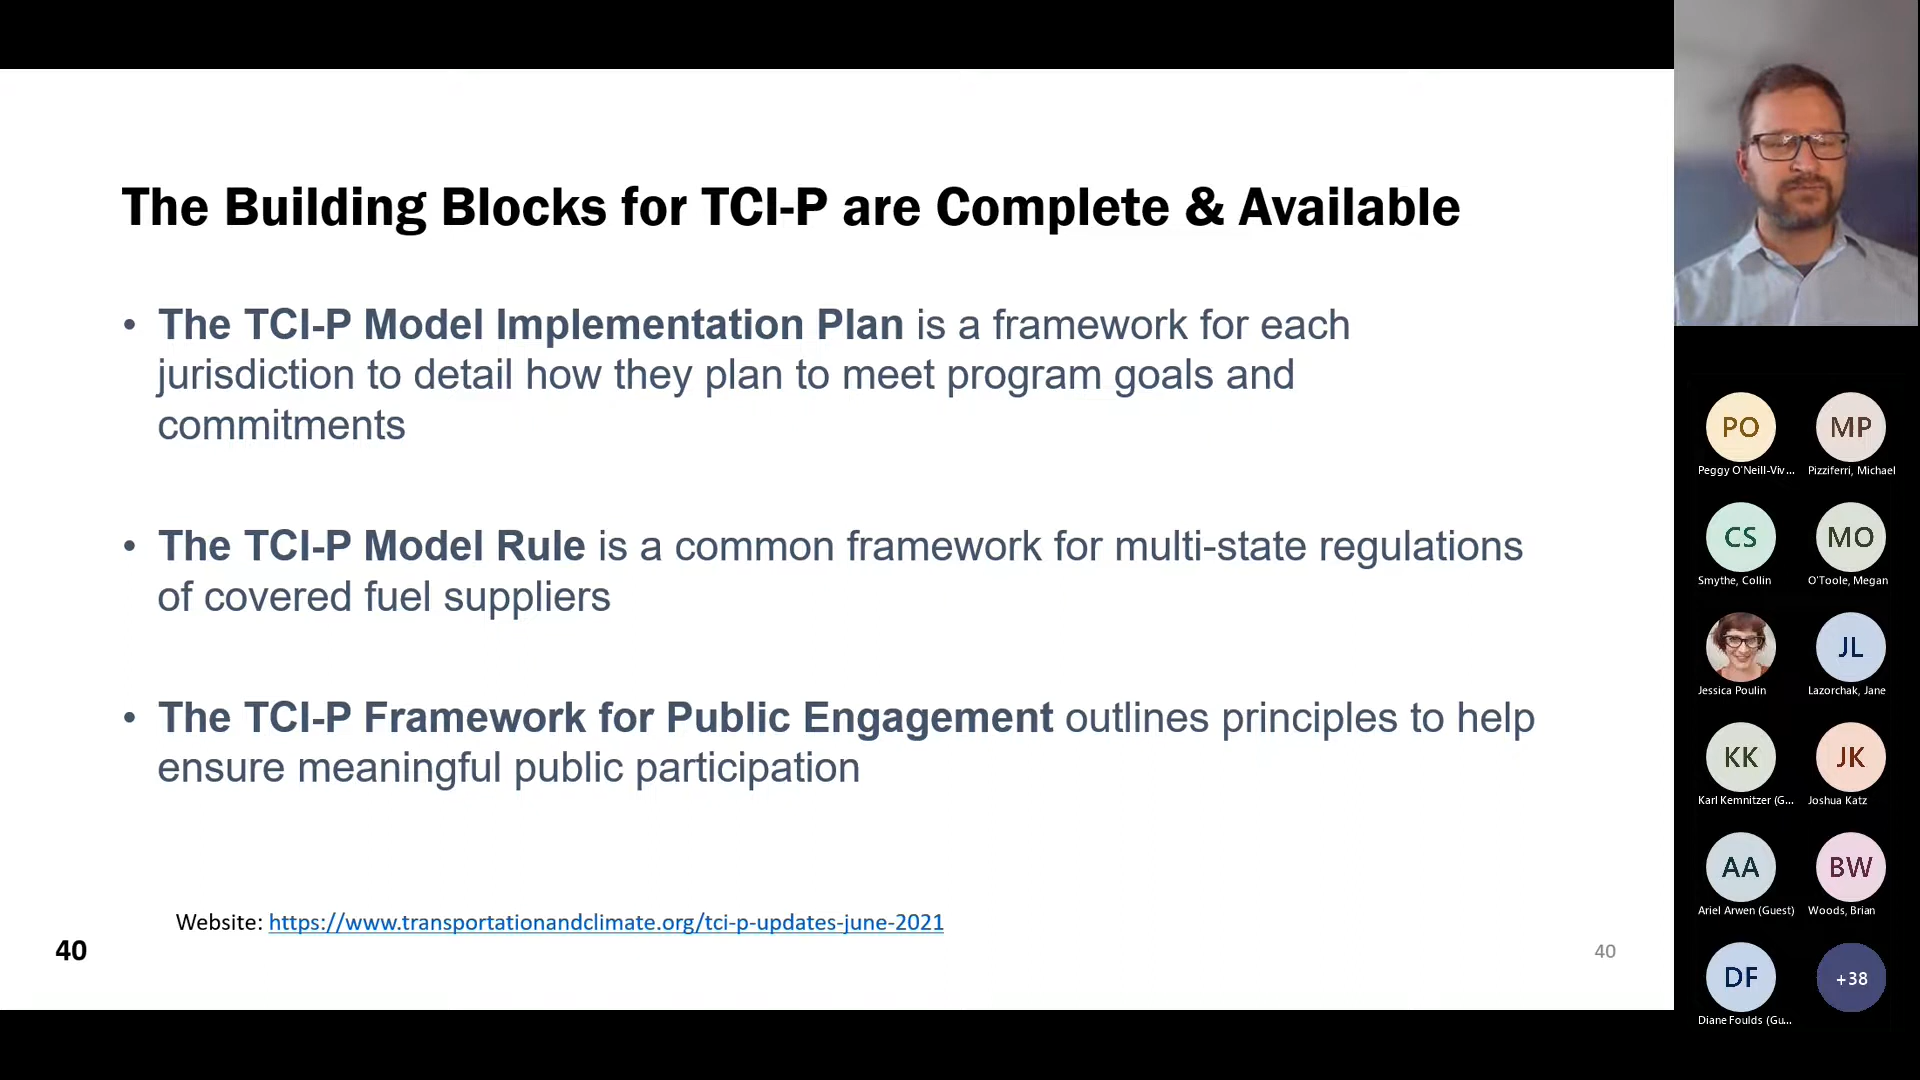 The Building Blocks for TCI-P are Complete & Available
• The TCI-P Model Implementation Plan is a framework for each
jurisdiction to detail how they plan to meet program goals and
commitments
• The TCI-P Model Rule is a common framework for multi-state regulations
of covered fuel suppliers
• The TCI-P Framework for Public Engagement outlines principles to help
ensure meaningful public participation
Website: https://www.transportationandclimate.org/tci-p-updates-june-2021
40
40
PO
MP
Peggy O'Neill-Viv...
Pizziferri, Michael
CS
MO
Smythe, Collin
O'Toole, Megan
JL
Jessica Poulin
Lazorchak, Jane
KK
JK
Karl Kemnitzer (G...
Joshua Katz
AA
BW
Ariel Arwen (Guest)
Woods, Brian
DF
+38
Diane Foulds (Gu...